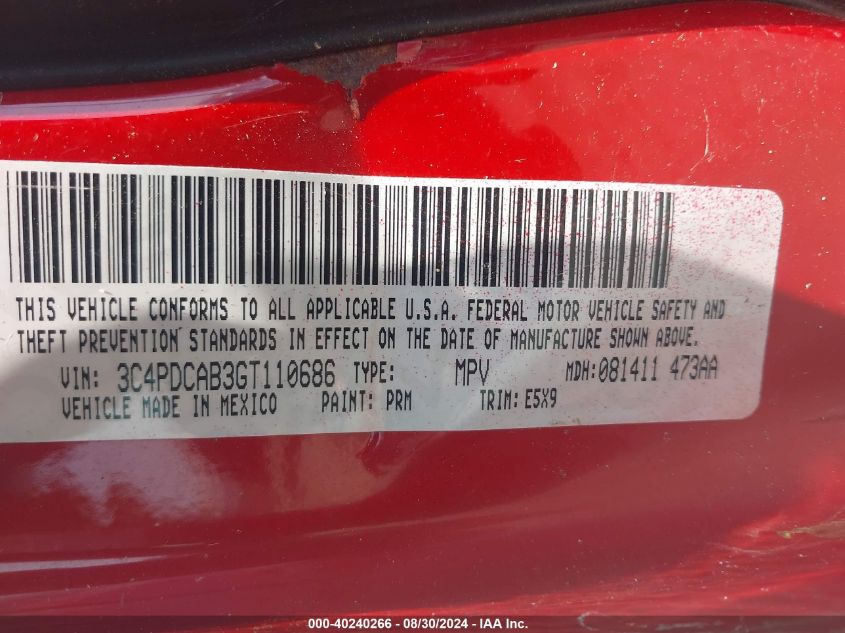 THIS VEHICLE CONFORMS TO ALL APPLICABLE U.S.A. FEDERAL MOTOR VEHICLE SAFETY AND
THEFT PREVENTION STANDARDS IN EFFECT ON THE DATE OF MANUFACTURE SHOWN ABOVE.
VIN: 3C4PDCAB3GT110686 TYPE: MPV MDH: 081411 473AA
VEHICLE MADE IN MEXICO PAINT: PRM TRIM: E5X9
000-40240266 - 08/30/2024 - IAA Inc.